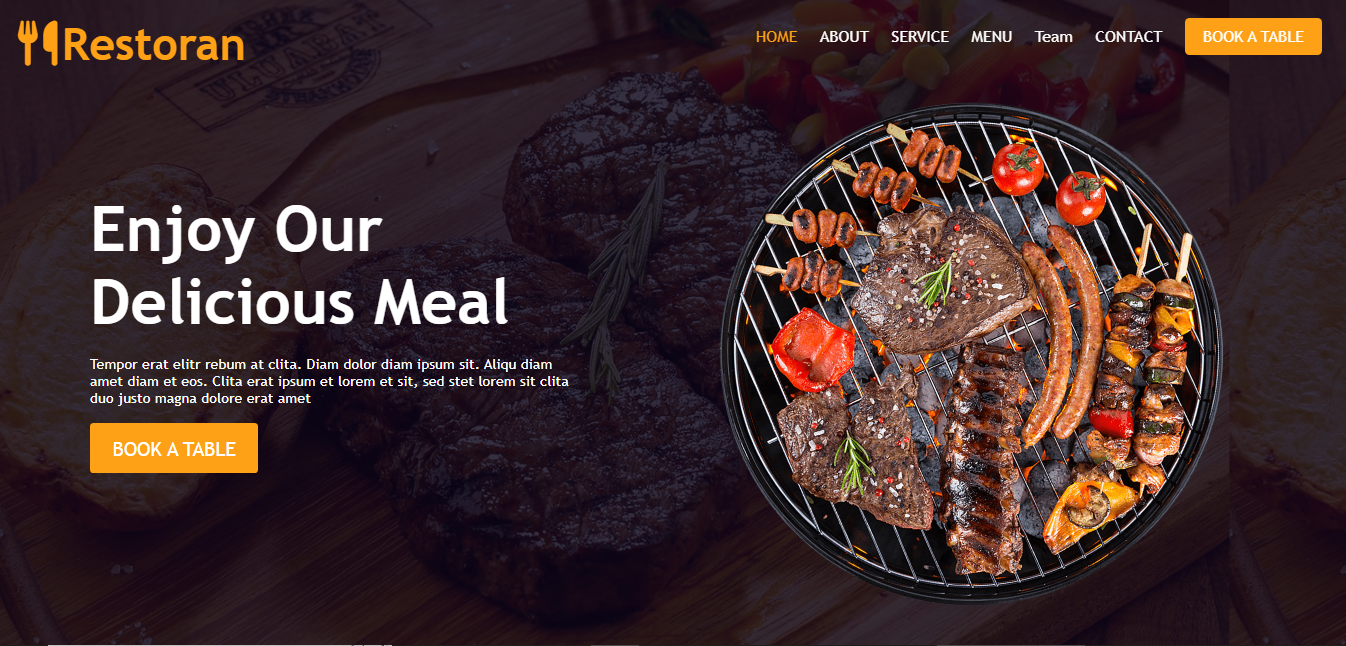 Restoran
HOME ABOUT SERVICE MENU Team CONTACT BOOK A TABLE
Enjoy Our
Delicious Meal
Tempor erat elitr rebum at clita. Diam dolor diam ipsum sit. Aliqu diam
amet diam et eos. Clita erat ipsum et lorem et sit, sed stet lorem sit clita
duo justo magna dolore erat amet
BOOK A TABLE